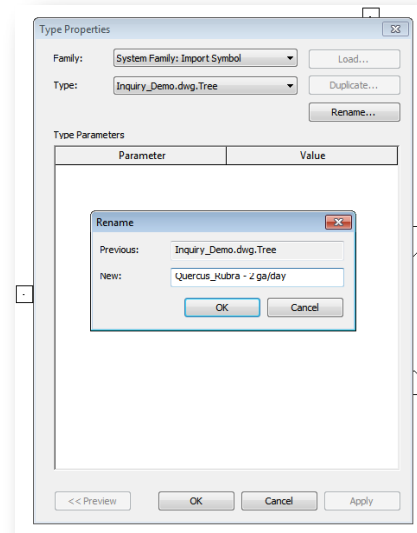 Type Properties
Family: System Family: Import Symbol Load...
Type: Inquiry_Demo.dwg.Tree Duplicate...
Rename...
Type Parameters
Parameter Value
Rename
Previous: Inquiry_Demo.dwg.Tree
New: Quercus_Rubra - 2 ga/day
OK Cancel
<< Preview OK Cancel Apply